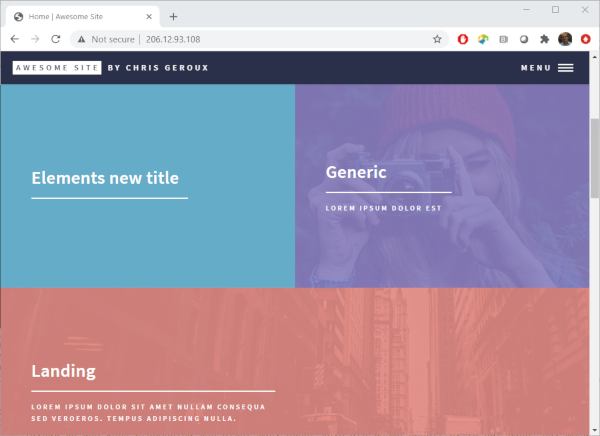 Home | Awesome Site
Not secure | 206.12.93.108
AWESOME SITE BY CHRIS GEROUX
MENU
Elements new title
Generic
LOREM IPSUM DOLOR EST
Landing
LOREM IPSUM DOLOR SIT AMET NULLAM CONSEQUA
SED VEROEROS. TEMPUS ADIPISCING NULLA.